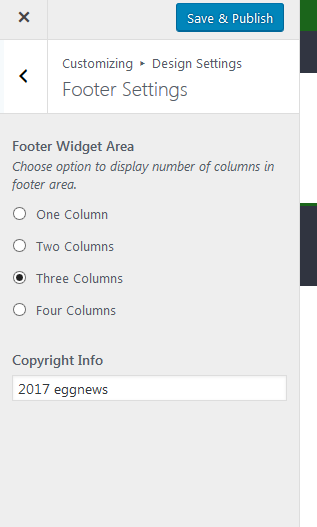 Save & Publish
Customizing ▸ Design Settings
Footer Settings
Footer Widget Area
Choose option to display number of columns in
footer area.
One Column
Two Columns
Three Columns
Four Columns
Copyright Info
2017 eggnews